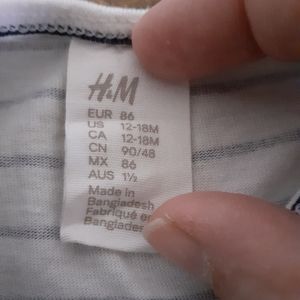 H&M
EUR 86
US 12-18M
CA 12-18M
CN 90/48
MX 86
AUS 1½
Made in
Bangladesh
Fabriqué en
Bangladesh